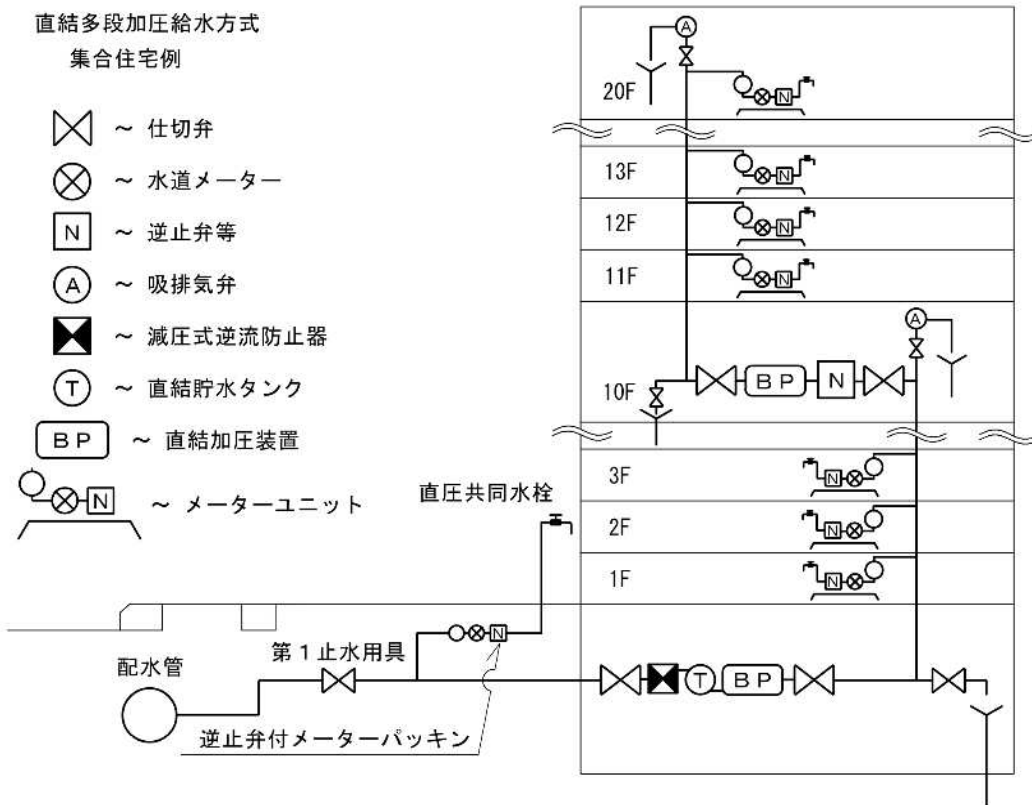 直結多段加圧給水方式
集合住宅例
～ 仕切弁
～ 水道メーター
N ～ 逆止弁等
A ～ 吸排気弁
～ 減圧式逆流防止器
T ～ 直結貯水タンク
BP ～ 直結加圧装置
N ～ メーターユニット
A
20F
N
13F
N
12F
N
11F
N
A
10F
BP
N
3F
N
2F
N
1F
N
直圧共同水栓
N
配水管
第1止水用具
T
BP
逆止弁付メーターパッキン